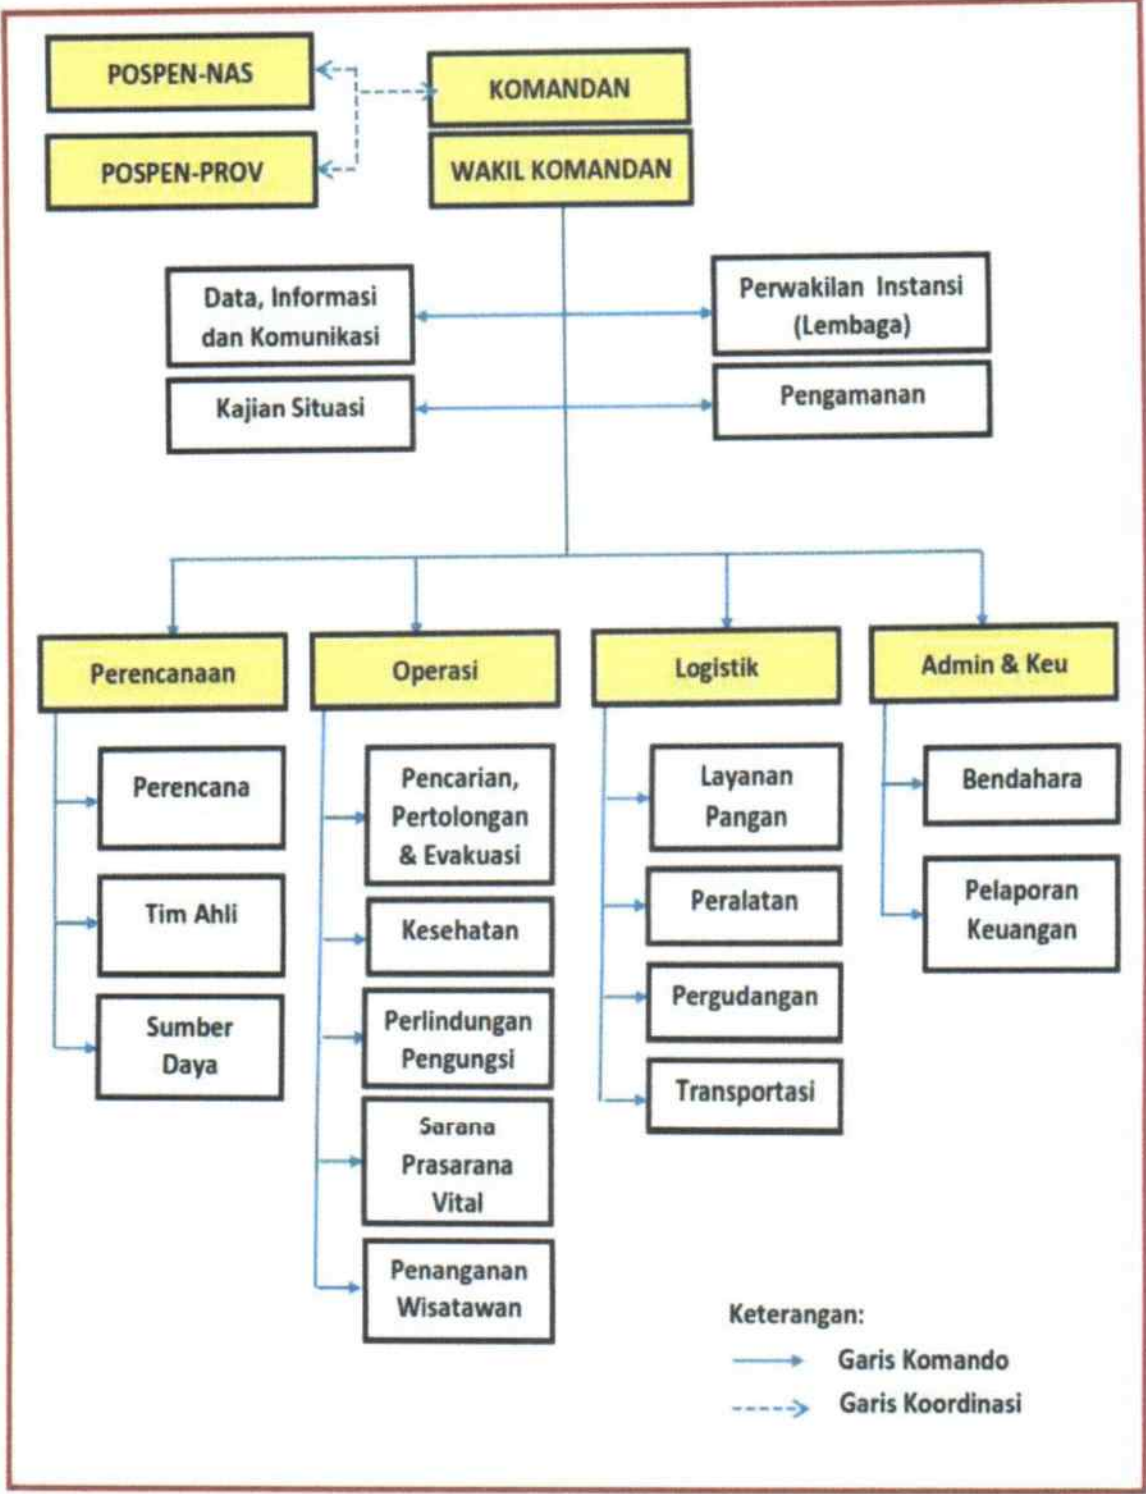 POSPEN-NAS
KOMANDAN
POSPEN-PROV
WAKIL KOMANDAN
Data, Informasi
dan Komunikasi
Perwakilan Instansi
(Lembaga)
Kajian Situasi
Pengamanan
Perencanaan
Operasi
Logistik
Admin & Keu
Perencana
Tim Ahli
Sumber
Daya
Pencarian,
Pertolongan
& Evakuasi
Kesehatan
Perlindungan
Pengungsi
Sarana
Prasarana
Vital
Penanganan
Wisatawan
Layanan
Pangan
Peralatan
Pergudangan
Transportasi
Bendahara
Pelaporan
Keuangan
Keterangan:
Garis Komando
Garis Koordinasi